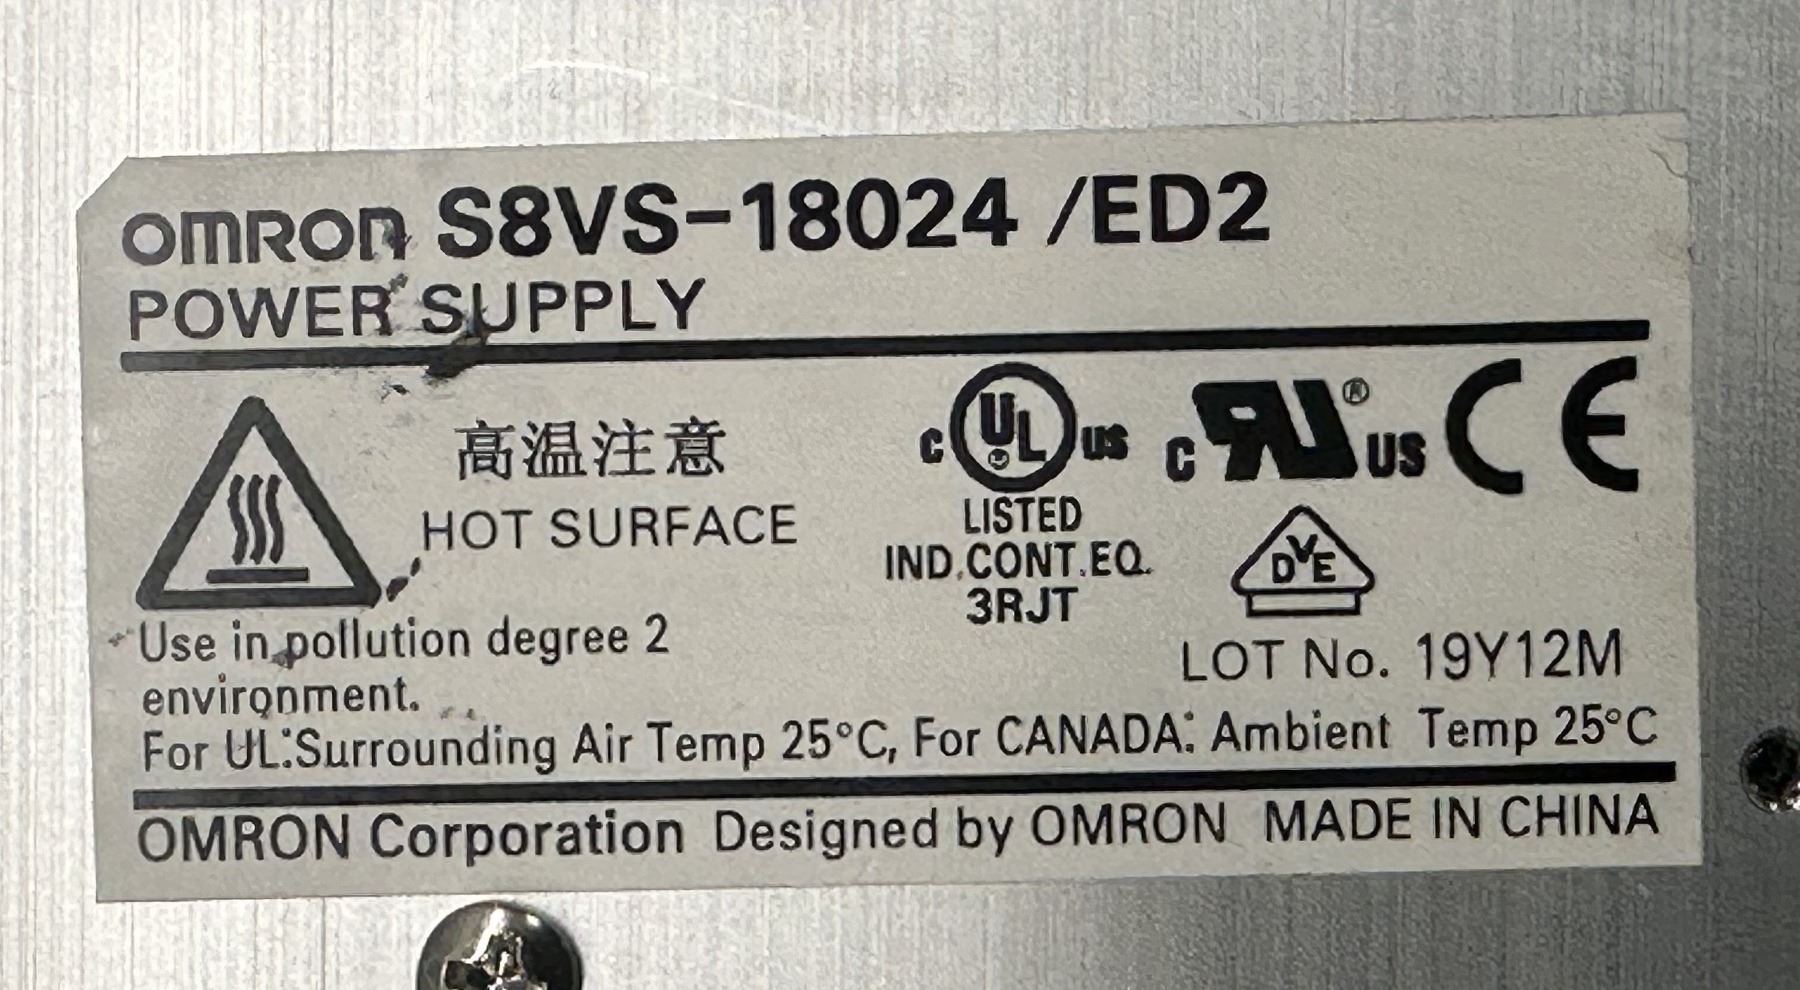 OMRON S8VS-18024 /ED2
POWER SUPPLY
高温注意
HOT SURFACE
c UL us
LISTED
IND.CONT.EQ.
3RJT
c RU ® US
CE
DVE
Use in pollution degree 2
environment.
LOT No. 19Y12M
For UL:Surrounding Air Temp 25°C, For CANADA: Ambient Temp 25°C
OMRON Corporation Designed by OMRON MADE IN CHINA